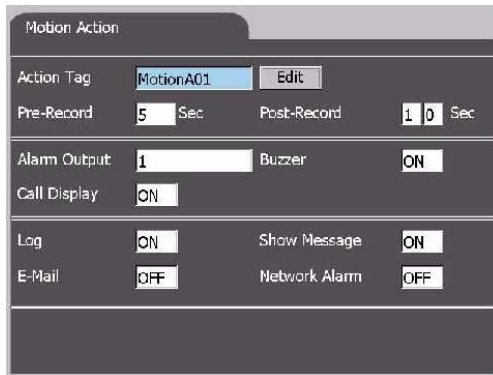 Motion Action
Action Tag MotionA01 Edit
Pre-Record 5 Sec Post-Record 1 0 Sec
Alarm Output 1 Buzzer ON
Call Display ON
Log ON Show Message ON
E-Mail OFF Network Alarm OFF